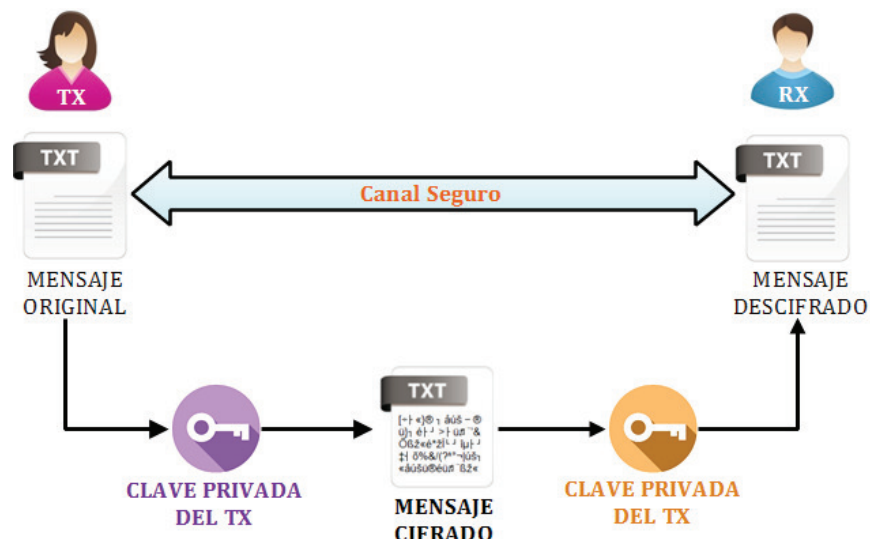 TX
RX
TXT
TXT
Canal Seguro
MENSAJE
ORIGINAL
MENSAJE
DESCIFRADO
TXT
CLAVE PRIVADA
DEL TX
MENSAJE
CIFRADO
CLAVE PRIVADA
DEL TX